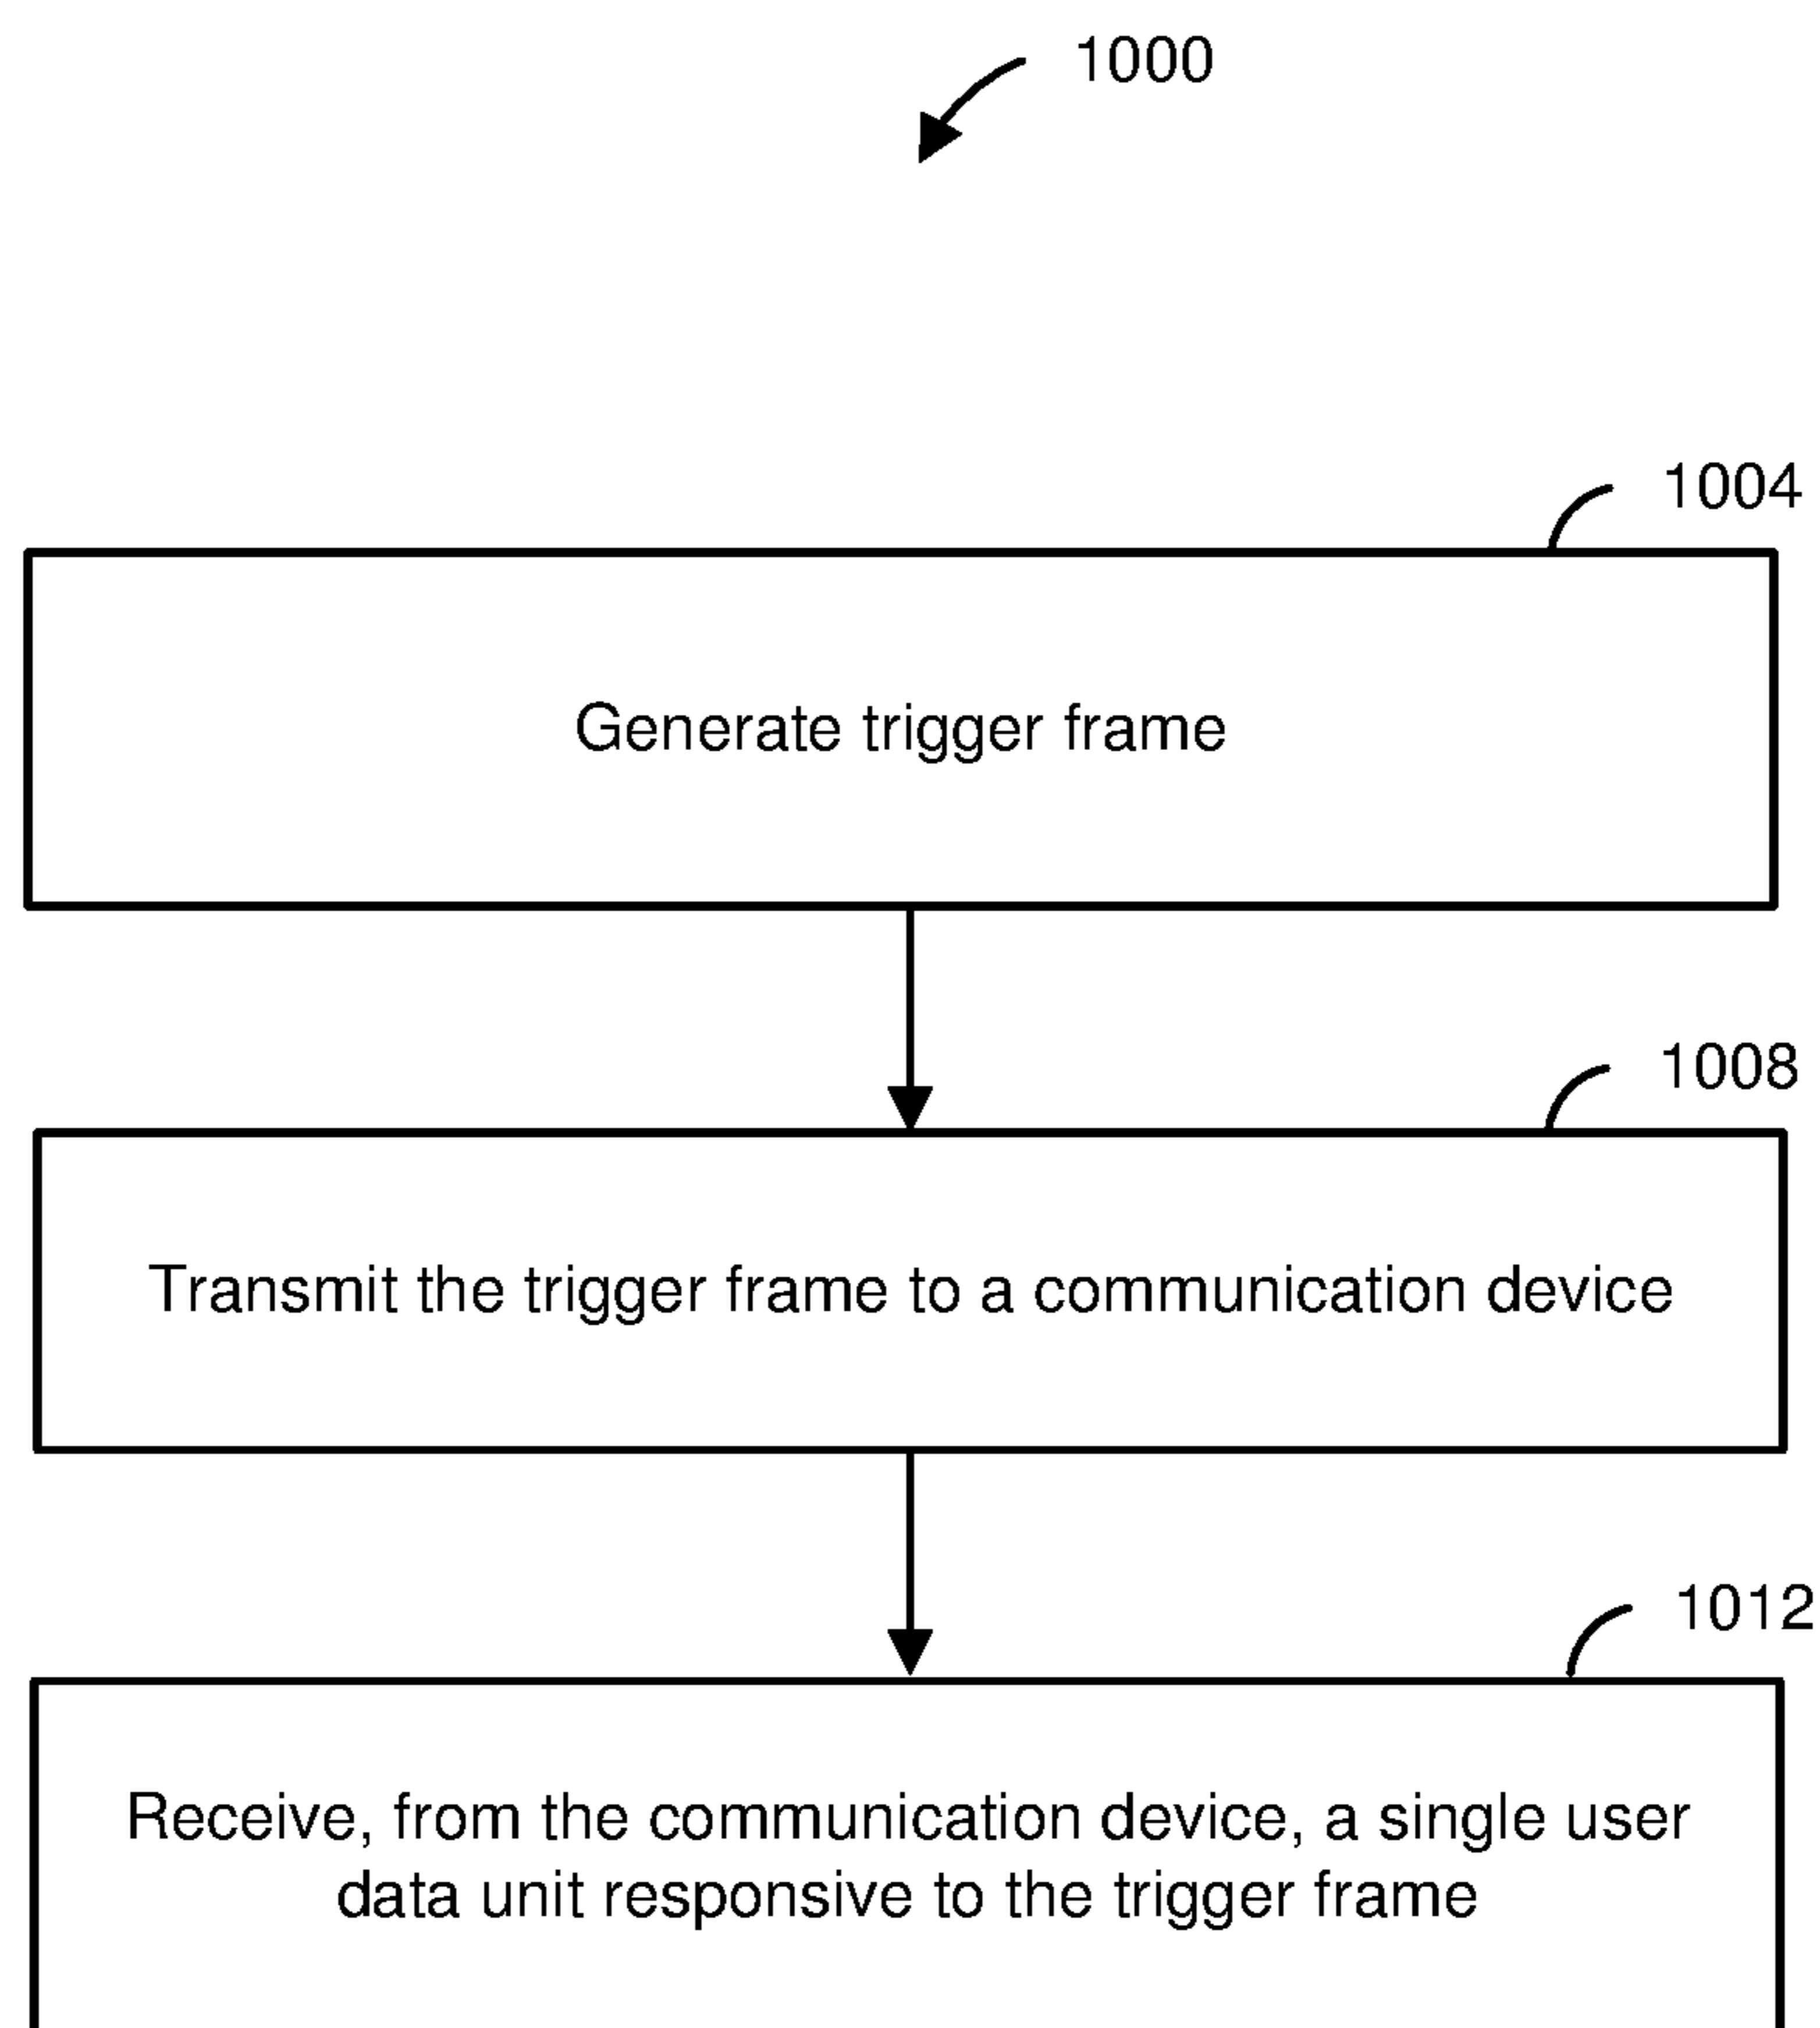 1000
1004
Generate trigger frame
1008
Transmit the trigger frame to a communication device
1012
Receive, from the communication device, a single user
data unit responsive to the trigger frame